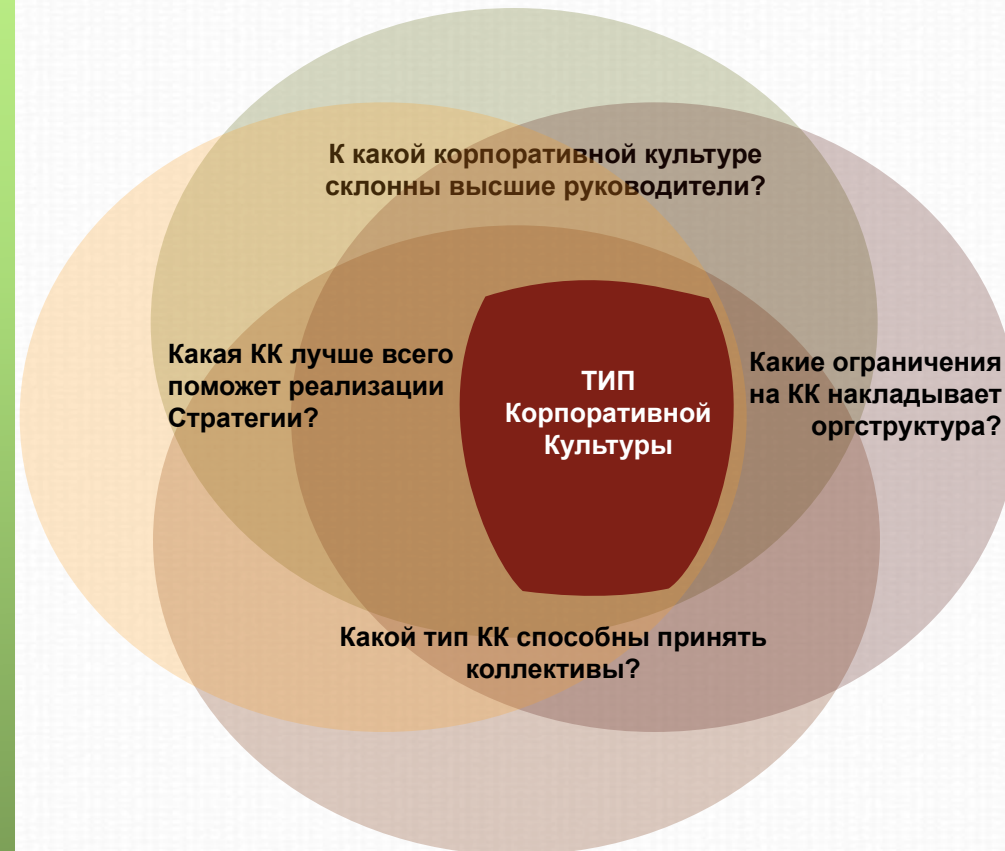 К какой корпоративной культуре
склонны высшие руководители?
Какая КК лучше всего
поможет реализации
Стратегии?
ТИП
Корпоративной
Культуры
Какие ограничения
на КК накладывает
оргструктура?
Какой тип КК способны принять
коллективы?